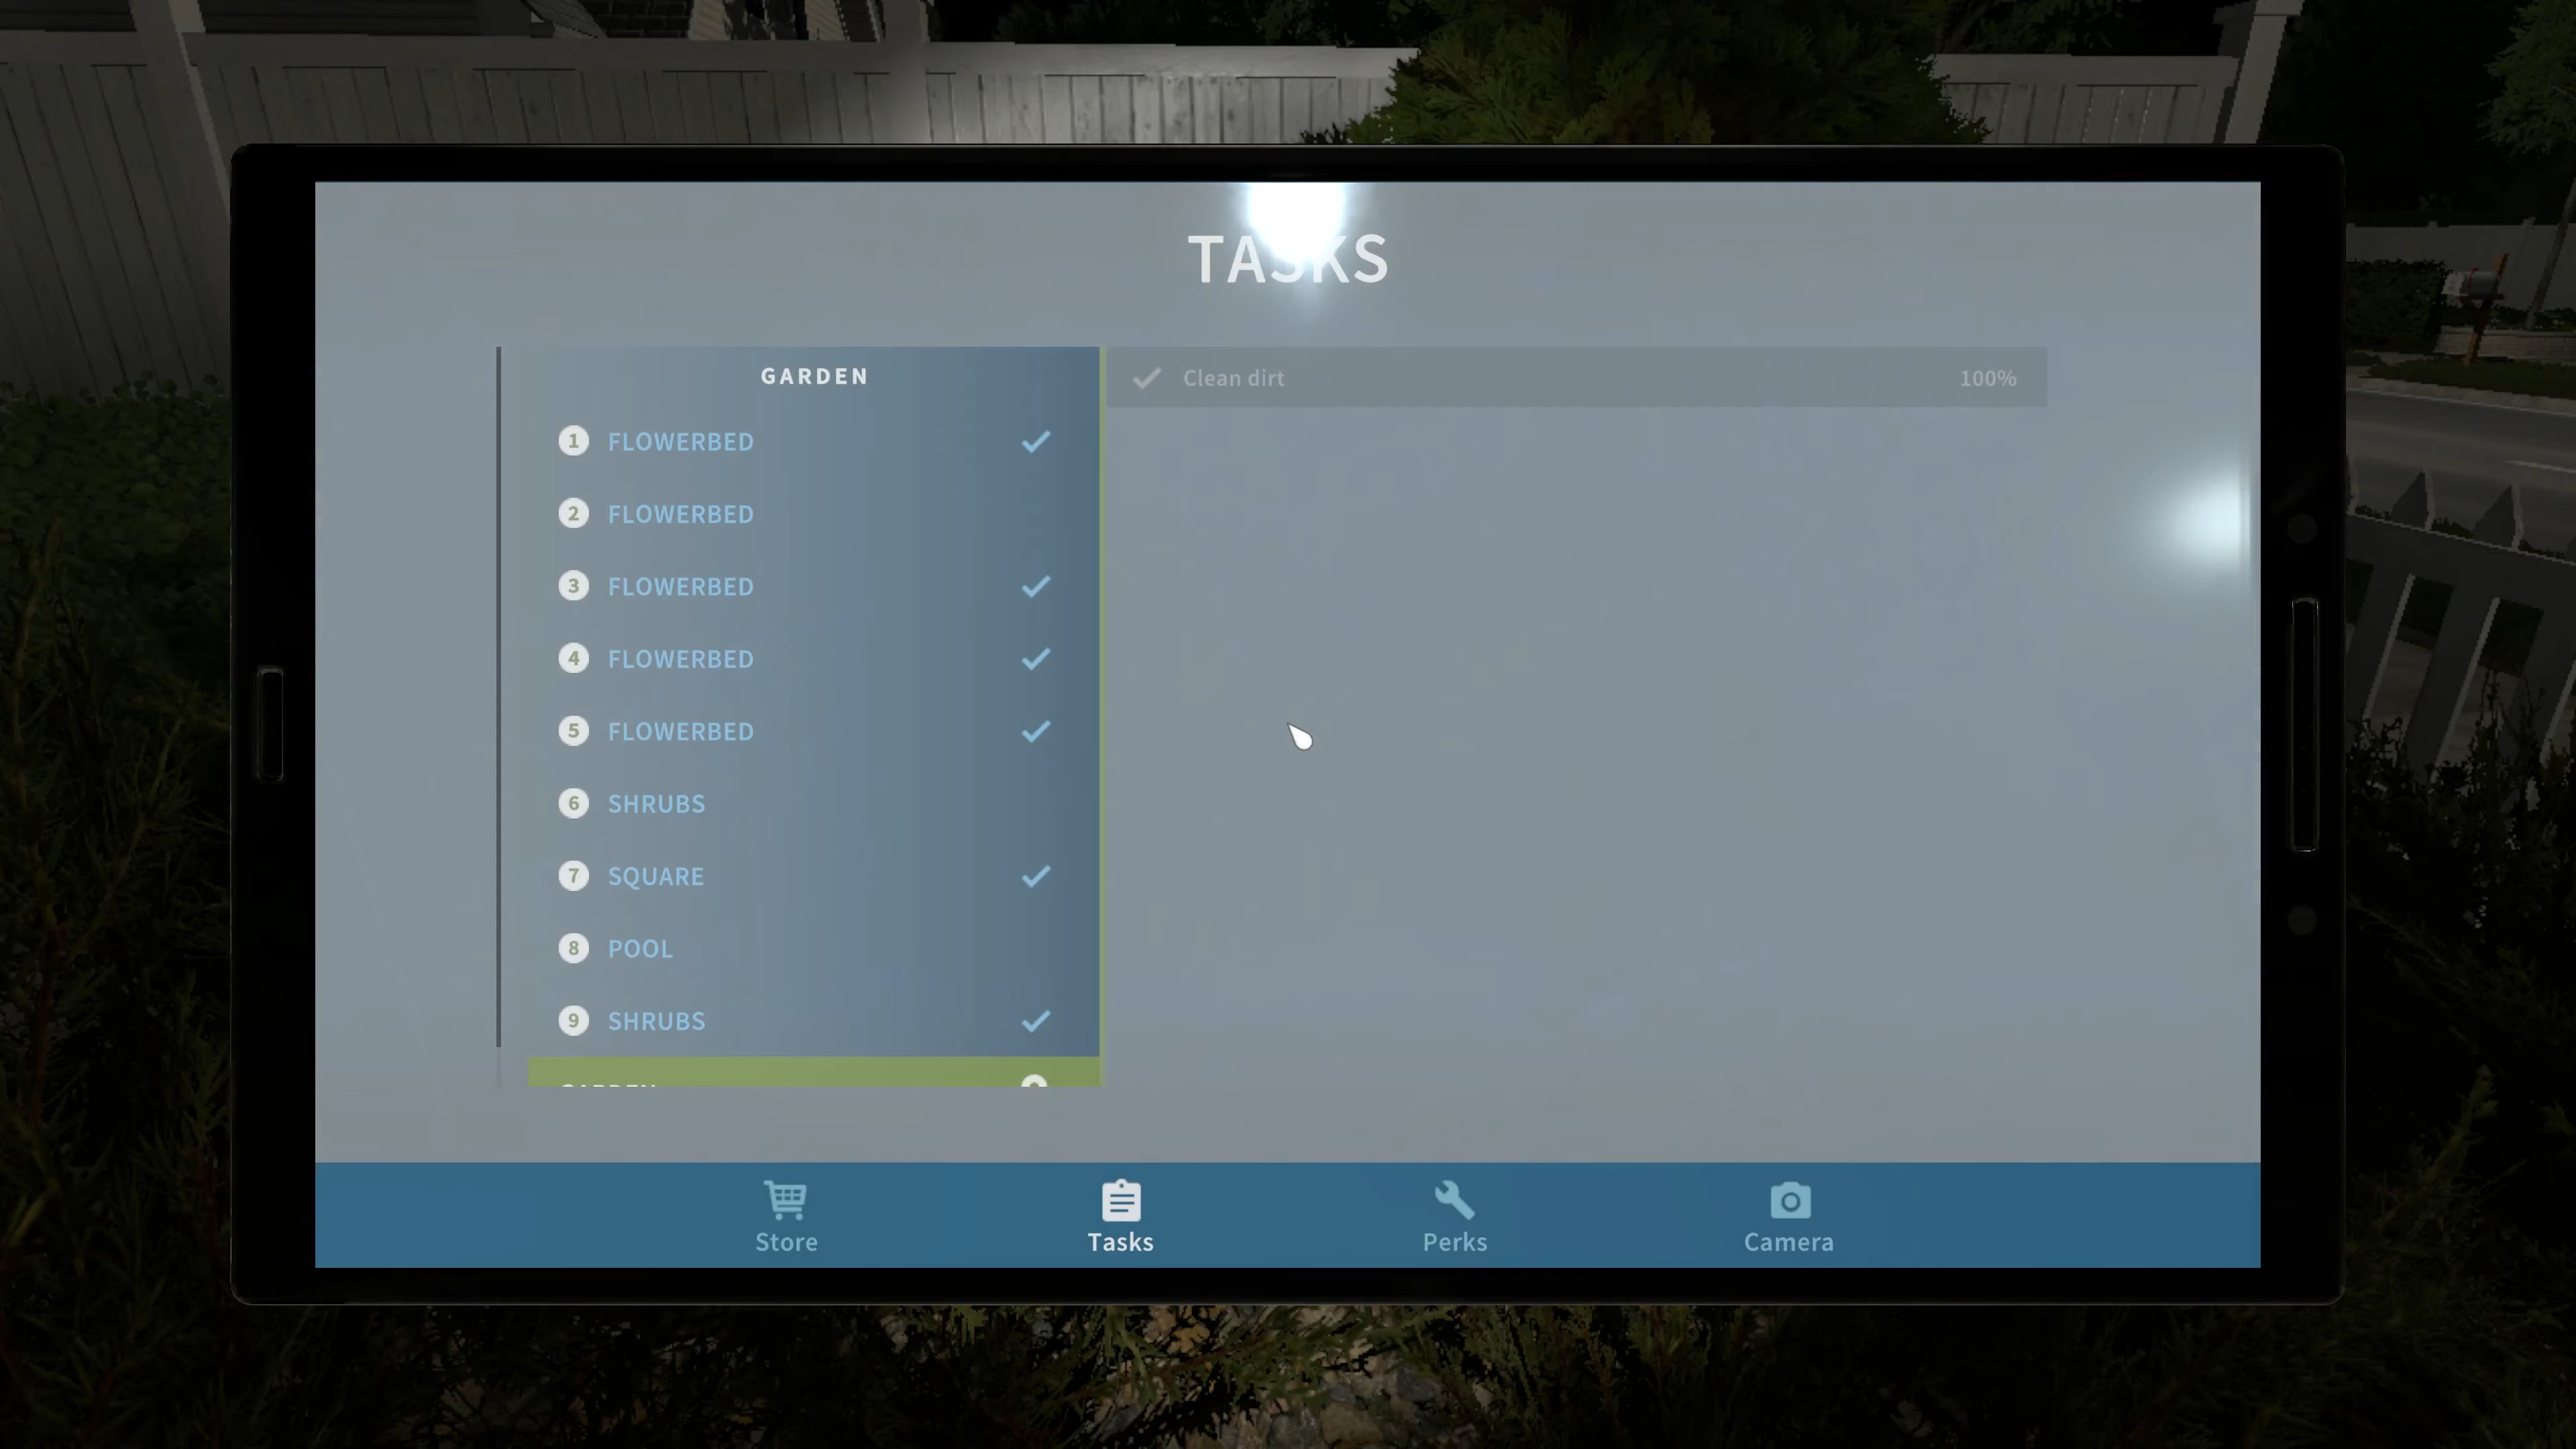 TASKS
GARDEN
1 FLOWERBED
2 FLOWERBED
3 FLOWERBED
4 FLOWERBED
5 FLOWERBED
6 SHRUBS
7 SQUARE
8 POOL
9 SHRUBS
GARDEN
Clean dirt 100%
Store Tasks Perks Camera